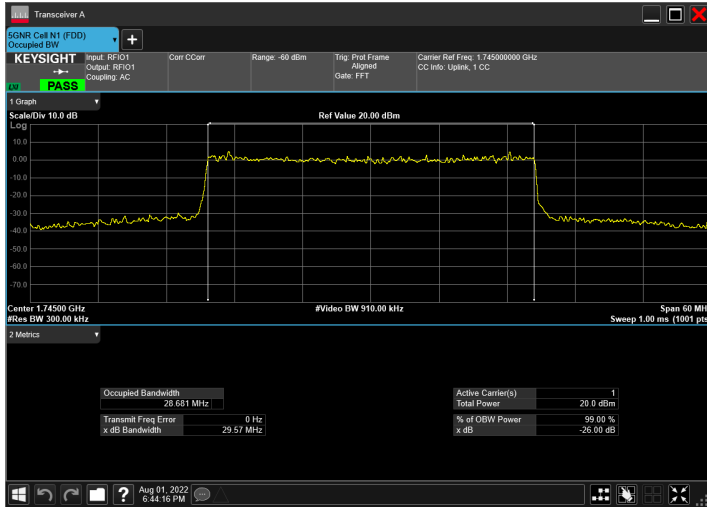 Transceiver A
5GNR Cell N1 (FDD)
Occupied BW
KEYSIGHT
Input: RFIO1
Output: RFIO1
Coupling: AC
Corr CCorr
Range: -60 dBm
Trig: Prot Frame
Aligned
Gate: FFT
Carrier Ref Freq: 1.745000000 GHz
CC Info: Uplink, 1 CC
LXI
PASS
1 Graph
Scale/Div 10.0 dB
Ref Value 20.00 dBm
Log
10.0
0.00
-10.0
-20.0
-30.0
-40.0
-50.0
-60.0
-70.0
Center 1.74500 GHz
#Video BW 910.00 kHz
Span 60 MH
#Res BW 300.00 kHz
Sweep 1.00 ms (1001 pts
2 Metrics
Occupied Bandwidth
28.681 MHz
Transmit Freq Error 0 Hz
x dB Bandwidth 29.57 MHz
Active Carrier(s) 1
Total Power 20.0 dBm
% of OBW Power 99.00 %
x dB -26.00 dB
?
Aug 01, 2022
6:44:16 PM